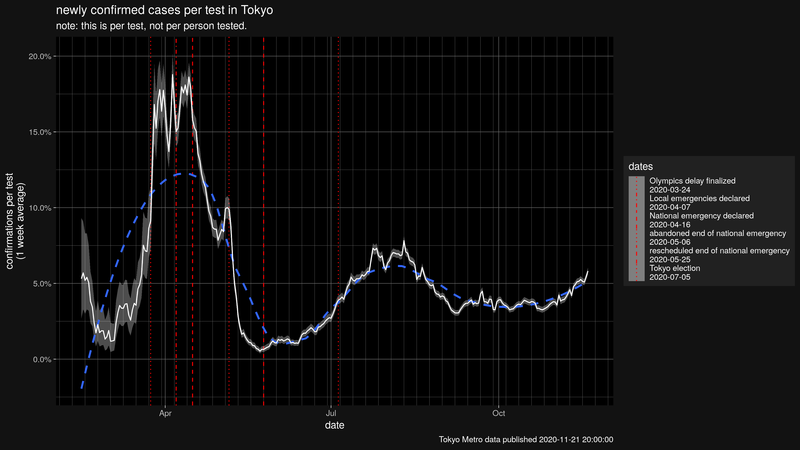 newly confirmed cases per test in Tokyo
note: this is per test, not per person tested.
20.0%
15.0%
10.0%
5.0%
0.0%
confirmations per test
(1 week average)
Apr
Jul
Oct
date
dates
Olympics delay finalized
2020-03-24
Local emergencies declared
2020-04-07
National emergency declared
2020-04-16
abandoned end of national emergency
2020-05-06
rescheduled end of national emergency
2020-05-25
Tokyo election
2020-07-05
Tokyo Metro data published 2020-11-21 20:00:00